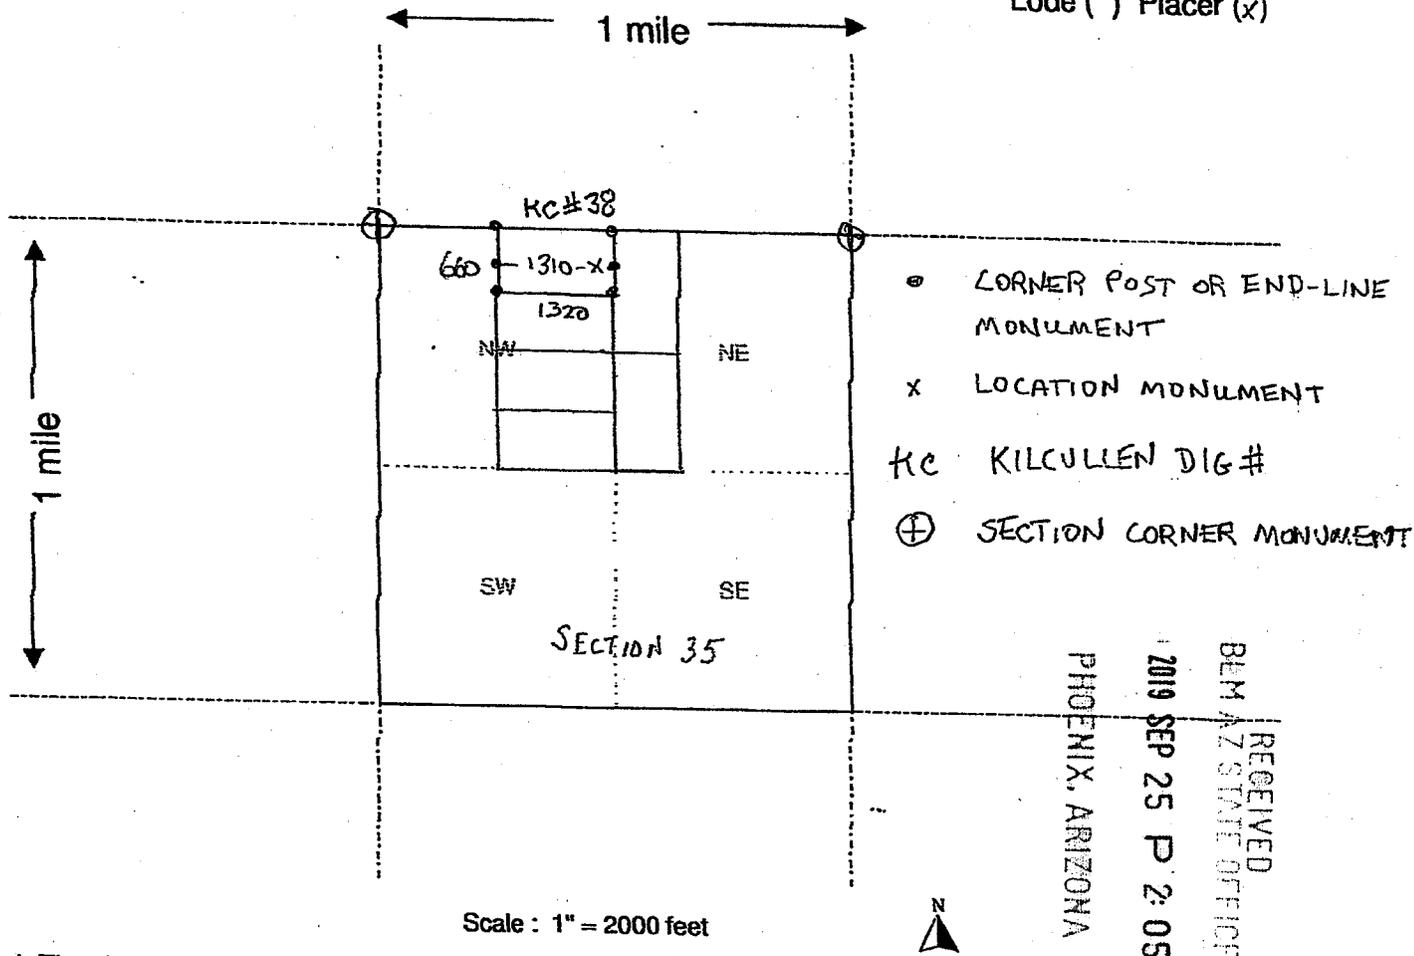 Lode ( ) Placer (x)
1 mile
KC#38
660
1310-X
1320
NW
NE
1 mile
SW
SE
SECTION 35
CORNER POST OR END-LINE
MONUMENT
x LOCATION MONUMENT
KC KILCULLEN DIG #
SECTION CORNER MONUMENT
RECEIVED
BLM AZ STATE OFFICE
2019 SEP 25 P 2:05
PHOENIX, ARIZONA
Scale : 1" = 2000 feet
N